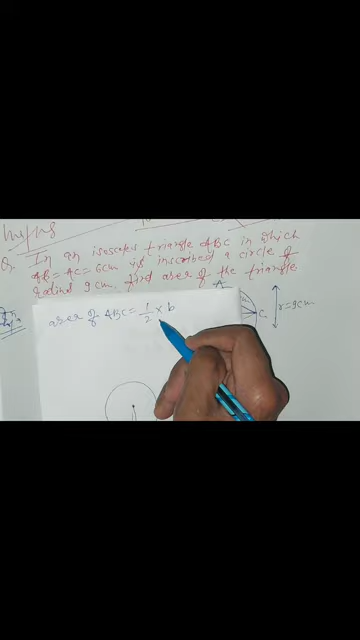 Q. In an isosceles triangle ABC in which
AB = AC = 6cm is inscribed a circle of
radius 9cm, find area of the triangle
A
C
r=9cm
area of ABC = 1/2 × b